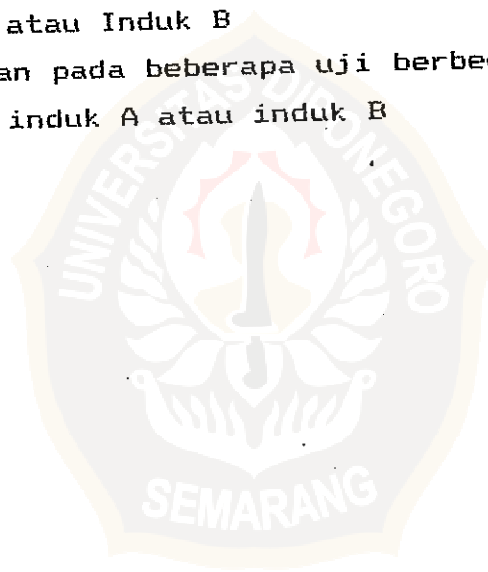 atau Induk B
an pada beberapa uji berbe
induk A atau induk B
UNIVERSITAS DIPONEGORO
SEMARANG